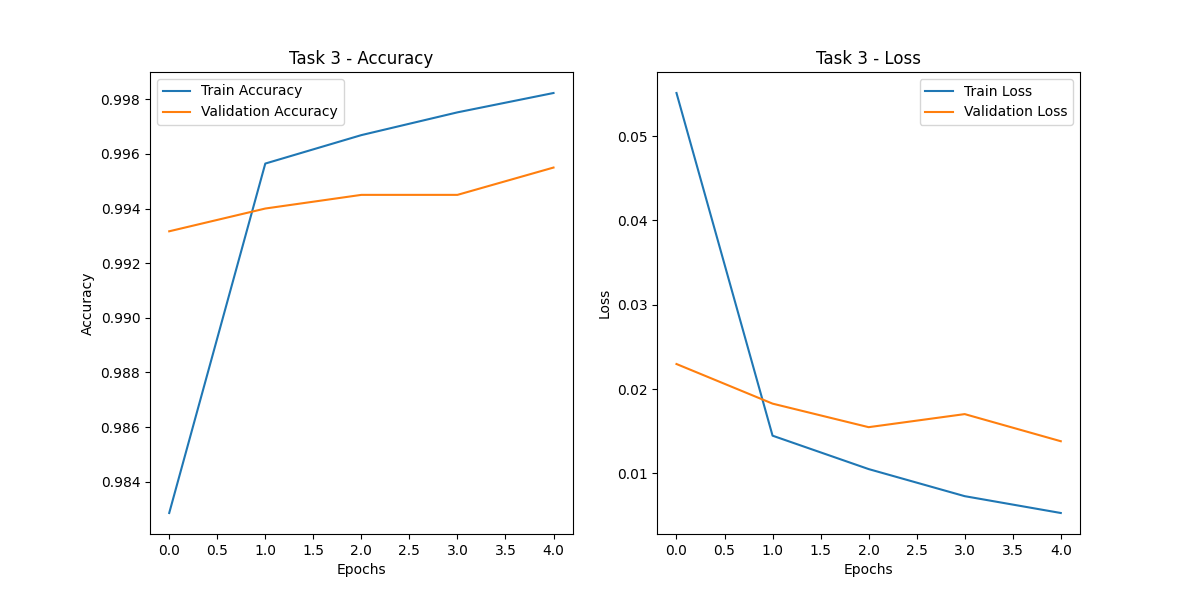 Task 3 - Accuracy
Train Accuracy
Validation Accuracy
0.998
0.996
0.994
0.992
0.990
0.988
0.986
0.984
Accuracy
0.0 0.5 1.0 1.5 2.0 2.5 3.0 3.5 4.0
Epochs
Task 3 - Loss
Train Loss
Validation Loss
0.05
0.04
0.03
0.02
0.01
Loss
0.0 0.5 1.0 1.5 2.0 2.5 3.0 3.5 4.0
Epochs